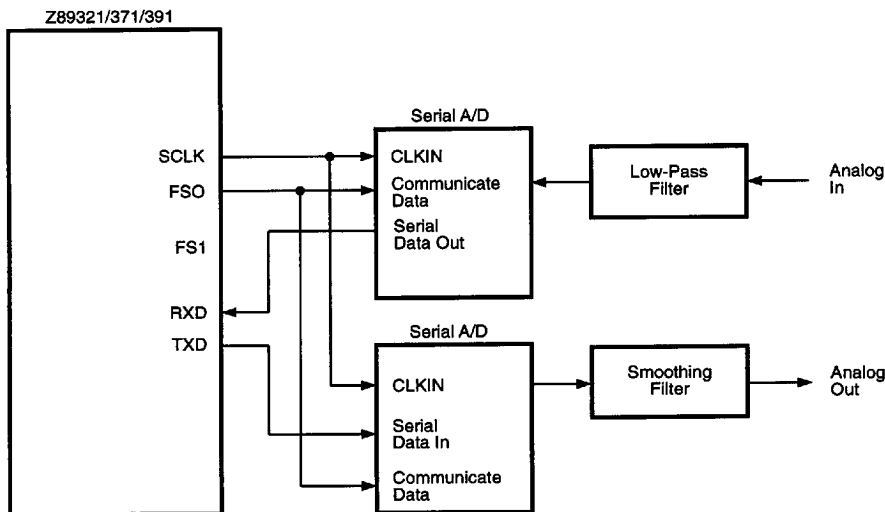 Z89321/371/391
Serial A/D
SCLK
CLKIN
Low-Pass
Filter
Analog
In
FSO
Communicate
Data
FS1
Serial
Data Out
RXD
TXD
Serial A/D
CLKIN
Smoothing
Filter
Analog
Out
Serial
Data In
Communicate
Data